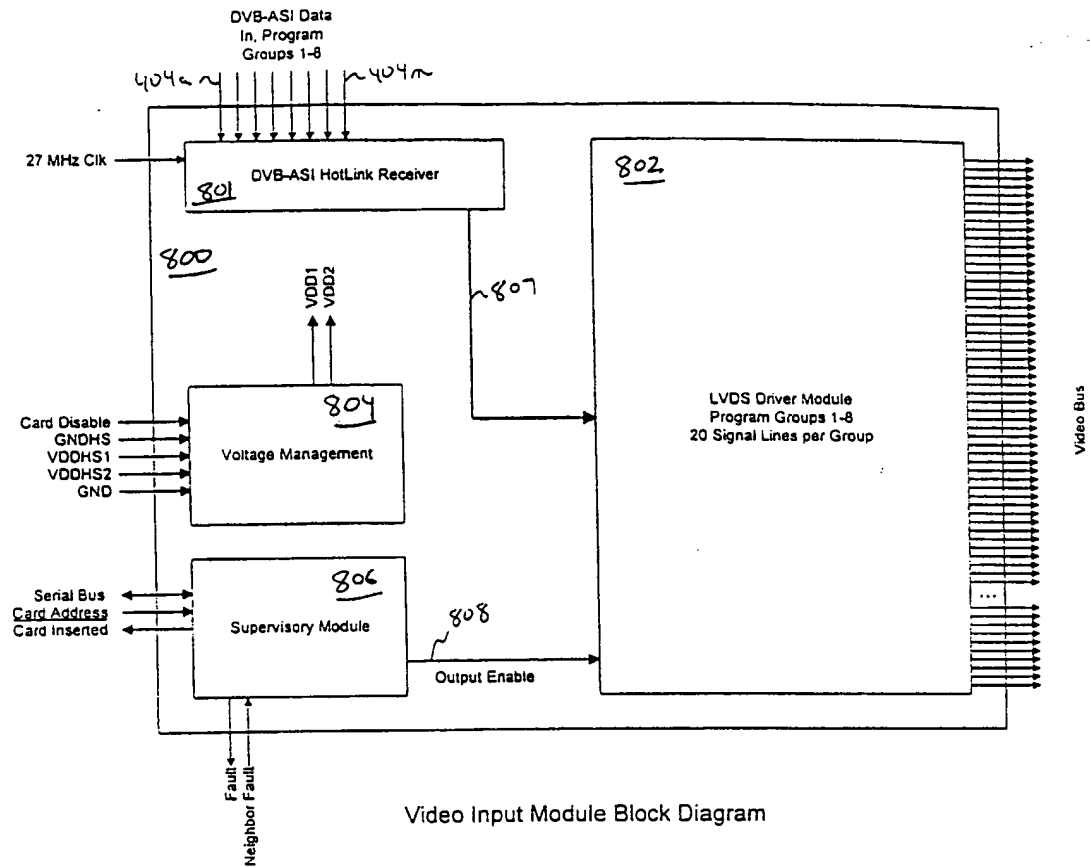 DVB-ASI Data
In, Program
Groups 1-8
404a
404n
27 MHz Clk
801
DVB-ASI HotLink Receiver
802
800
807
VDD1
VDD2
804
Voltage Management
Card Disable
GNDHS
VDDHS1
VDDHS2
GND
LVDS Driver Module
Program Groups 1-8
20 Signal Lines per Group
Video Bus
806
Supervisory Module
Serial Bus
Card Address
Card Inserted
808
Output Enable
...
Fault
Neighbor Fault
Video Input Module Block Diagram